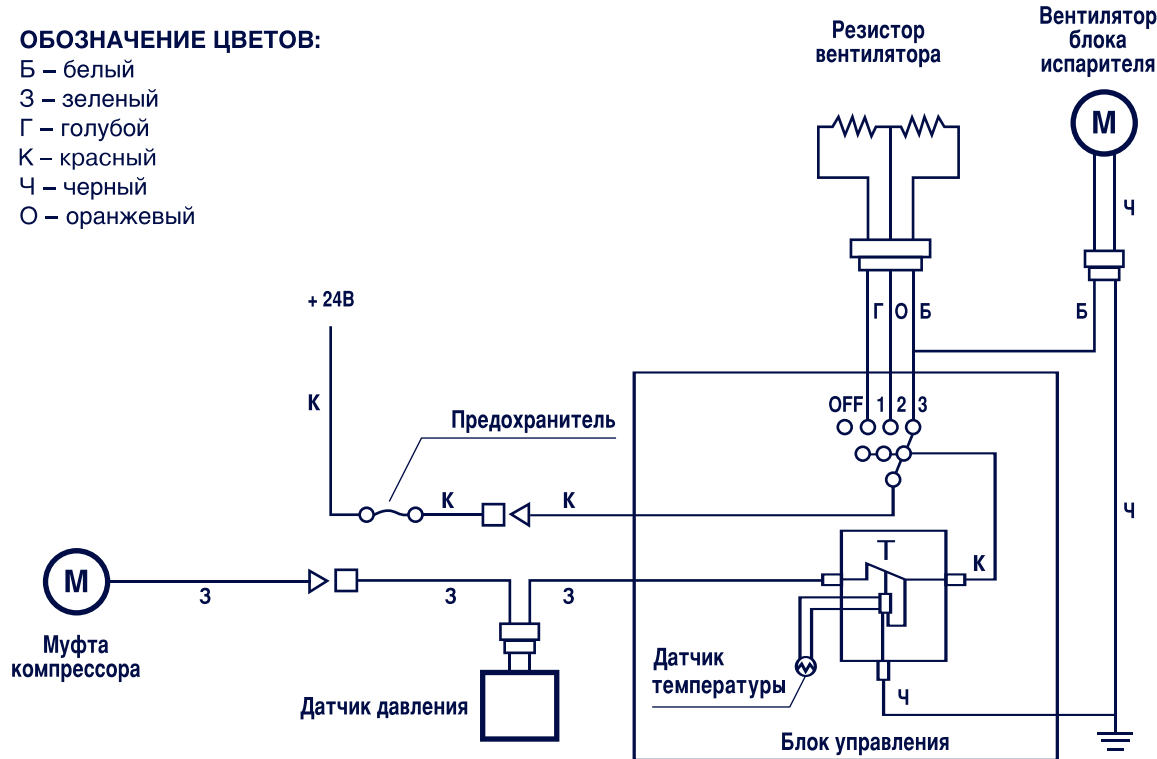 ОБОЗНАЧЕНИЕ ЦВЕТОВ:
Б – белый
З – зеленый
Г – голубой
К – красный
Ч – черный
О – оранжевый
Резистор
вентилятора
Вентилятор
блока
испарителя
М
Ч
Г О Б
Б
+ 24В
К
Предохранитель
OFF 1 2 3
К
К
Ч
Т
К
М
З
З
З
Муфта
компрессора
Датчик давления
Датчик
температуры
Ч
Блок управления